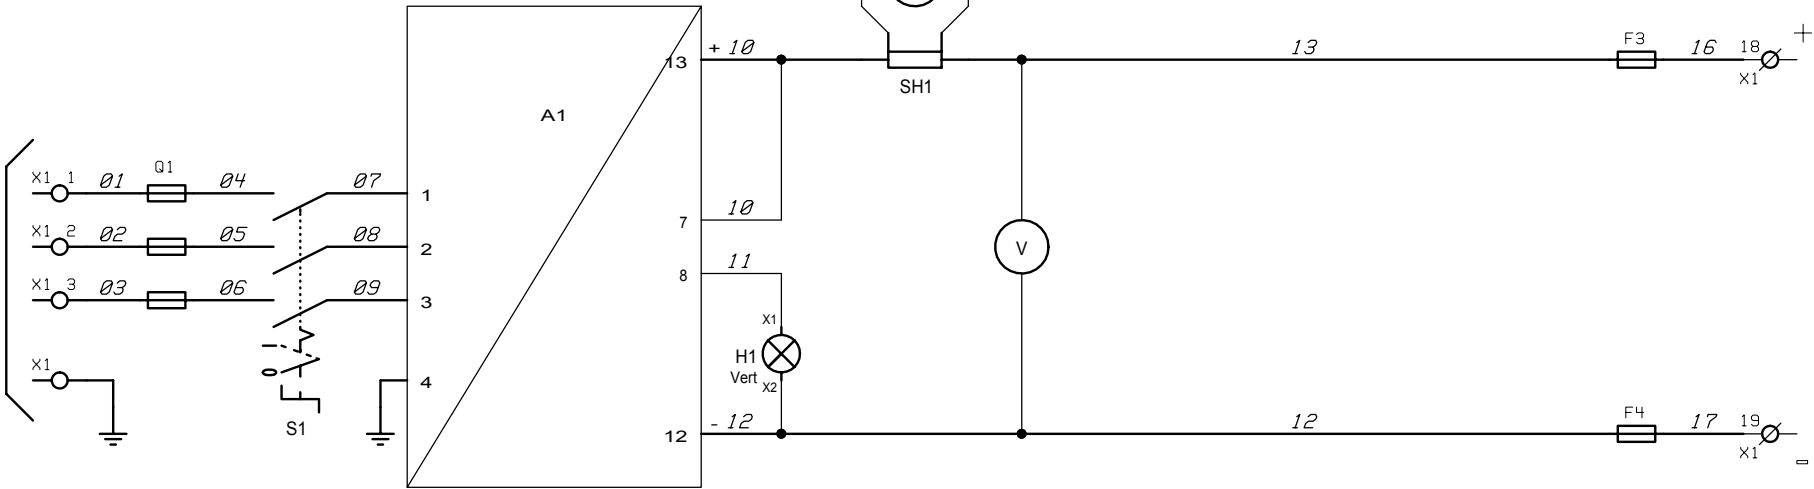 + 10 13 F3 16 18 +
13 X1
SH1
A1
Q1
X1 1 01 04 07 1
10
7
X1 2 02 05 08 2
V
11
8
X1 3 03 06 09 3
X1
I
H1
X1 0 Vert
4 X2
- 12 12 F4 17 19
S1 12
X1
-